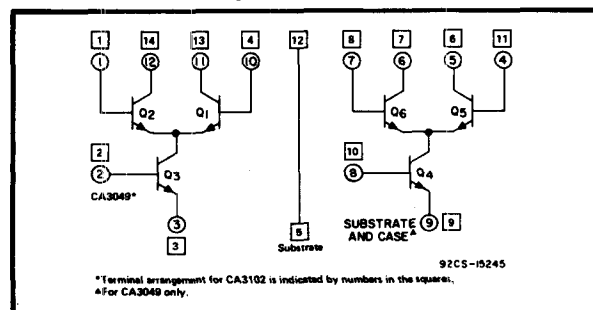 1 14 13 4 12 8 7 6 11
1 12 11 10 7 6 5 4
Q2 Q1 Q6 Q5
2 10
2 Q3 8 Q4
CA3049*
3 5 SUBSTRATE 9 9
3 Substrate AND CASE▲
92CS-15245
*Terminal arrangement for CA3102 is indicated by numbers in the squares.
▲For CA3049 only.